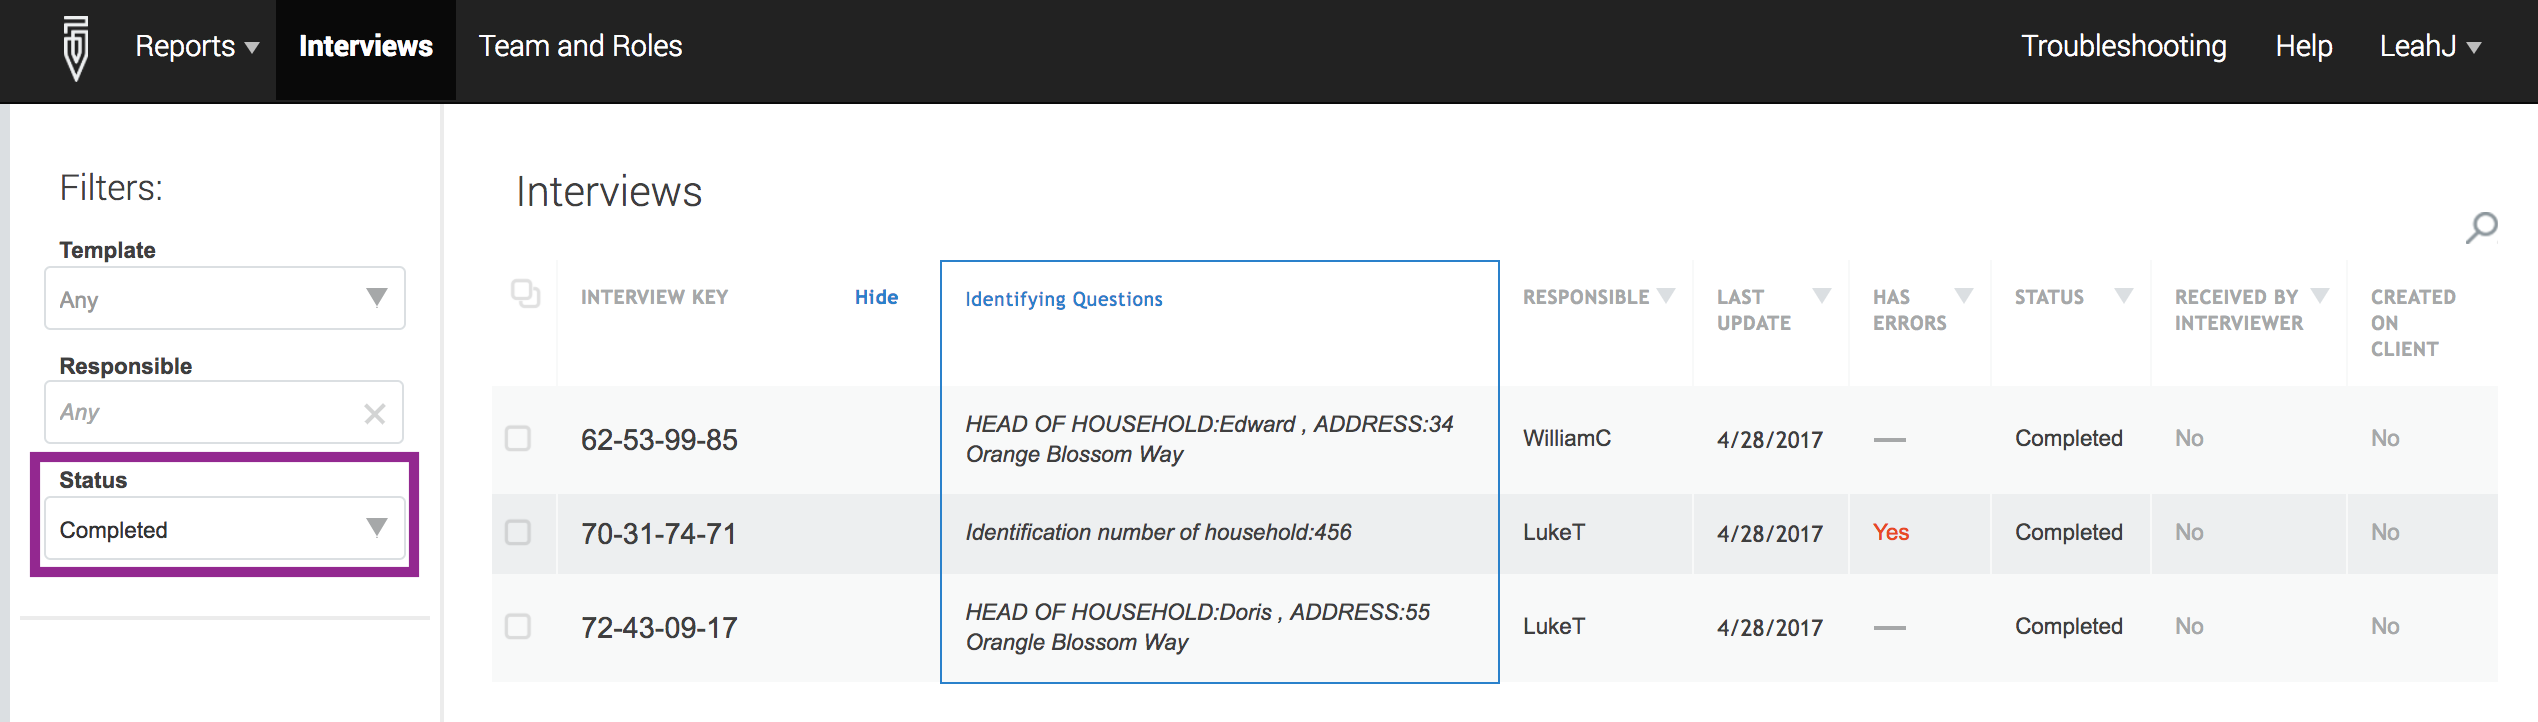 Reports Interviews Team and Roles Troubleshooting Help LeahJ
Filters:
Template
Any
Responsible
Any
Status
Completed
Interviews
INTERVIEW KEY Hide Identifying Questions RESPONSIBLE LAST UPDATE HAS ERRORS STATUS RECEIVED BY INTERVIEWER CREATED ON CLIENT
62-53-99-85 HEAD OF HOUSEHOLD:Edward , ADDRESS:34 WilliamC 4/28/2017 — Completed No No
Orange Blossom Way
70-31-74-71 Identification number of household:456 LukeT 4/28/2017 Yes Completed No No
72-43-09-17 HEAD OF HOUSEHOLD:Doris , ADDRESS:55 LukeT 4/28/2017 — Completed No No
Orangle Blossom Way